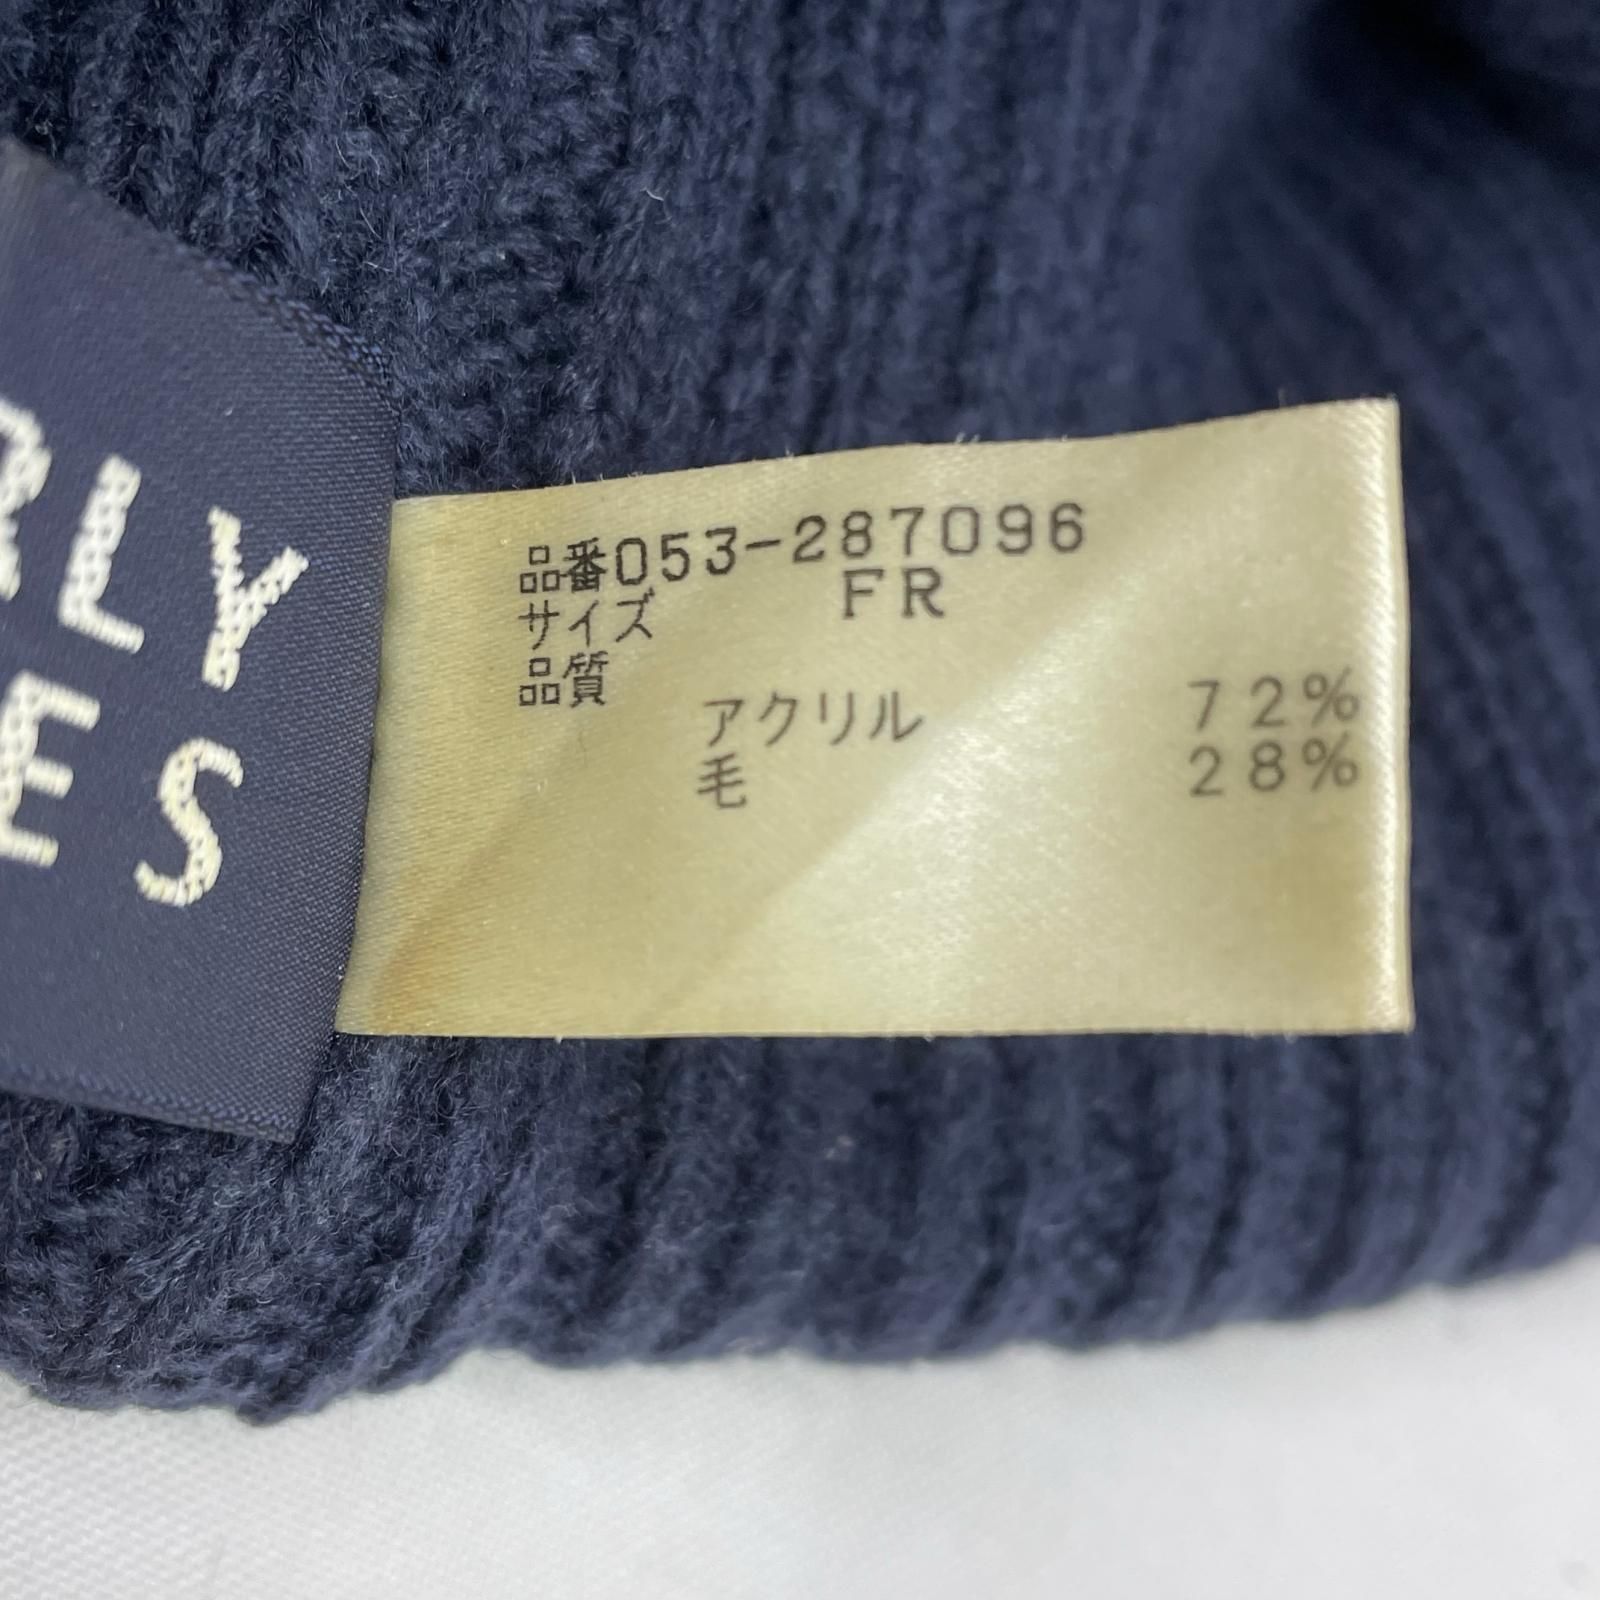 RLY
ES
品番053-287096
サイズ FR
品質
アクリル 72%
毛 28%